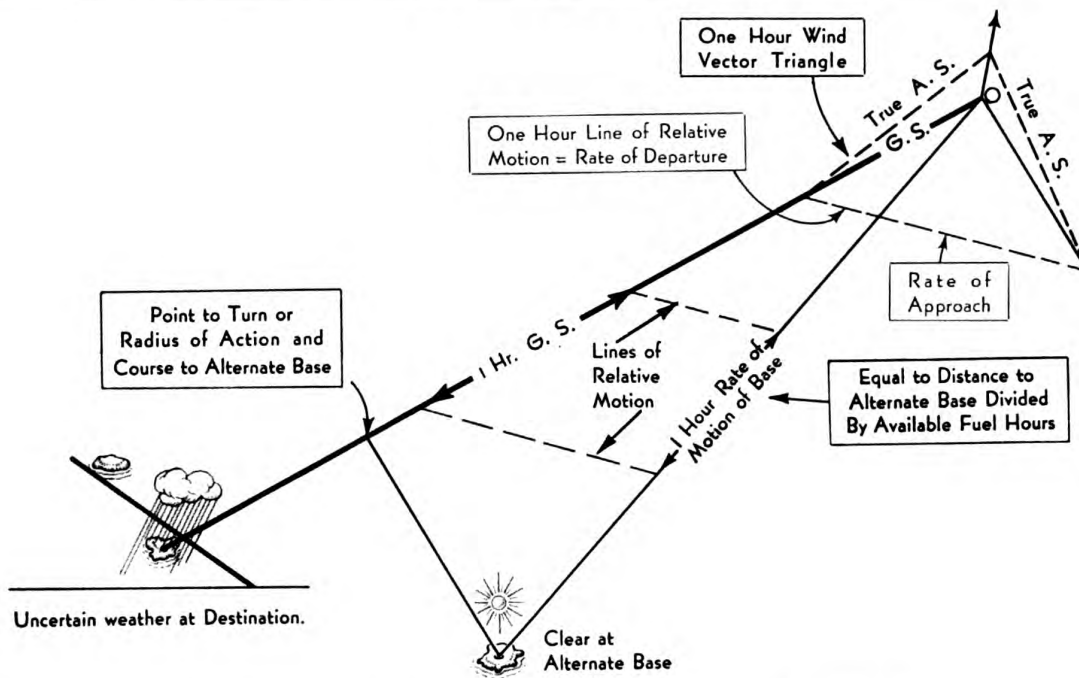 One Hour Wind
Vector Triangle
True A. S.
True A. S.
O
G. S.
One Hour Line of Relative
Motion = Rate of Departure
Rate of
Approach
Point to Turn or
Radius of Action and
Course to Alternate Base
1 Hr. G. S.
Lines of
Relative
Motion
1 Hour Rate of
Motion of Base
Equal to Distance to
Alternate Base Divided
By Available Fuel Hours
Uncertain weather at Destination.
Clear at
Alternate Base